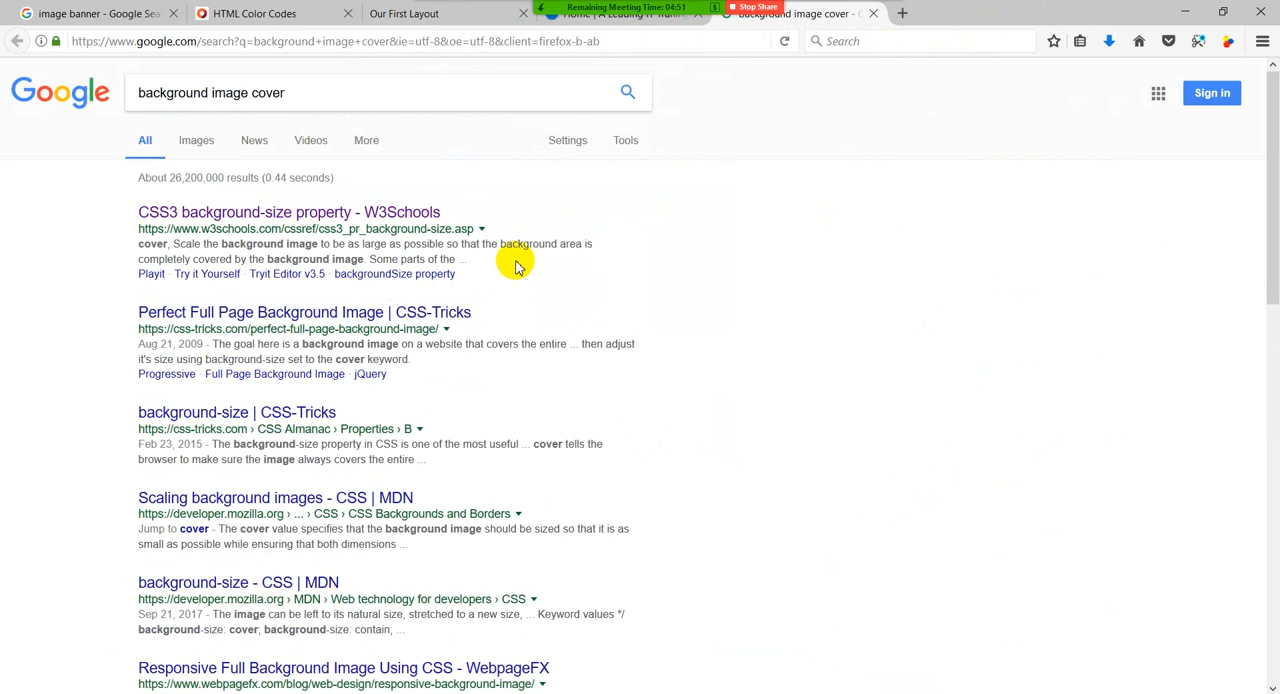 image banner - Google Sea
HTML Color Codes
Our First Layout
Home | A Leading IT Trainin
background image cover - G
Remaining Meeting Time: 04:51
Stop Share
https://www.google.com/search?q=background+image+cover&ie=utf-8&oe=utf-8&client=firefox-b-ab
Search
Google
background image cover
Sign in
All Images News Videos More Settings Tools
About 26,200,000 results (0.44 seconds)
CSS3 background-size property - W3Schools
https://www.w3schools.com/cssref/css3_pr_background-size.asp
cover, Scale the background image to be as large as possible so that the background area is
completely covered by the background image. Some parts of the ...
Playit · Try it Yourself · Tryit Editor v3.5 · backgroundSize property
Perfect Full Page Background Image | CSS-Tricks
https://css-tricks.com/perfect-full-page-background-image/
Aug 21, 2009 - The goal here is a background image on a website that covers the entire ... then adjust
it's size using background-size set to the cover keyword.
Progressive · Full Page Background Image · jQuery
background-size | CSS-Tricks
https://css-tricks.com › CSS Almanac › Properties › B
Feb 23, 2015 - The background-size property in CSS is one of the most useful ... cover tells the
browser to make sure the image always covers the entire ...
Scaling background images - CSS | MDN
https://developer.mozilla.org › ... › CSS › CSS Backgrounds and Borders
Jump to cover - The cover value specifies that the background image should be sized so that it is as
small as possible while ensuring that both dimensions ...
background-size - CSS | MDN
https://developer.mozilla.org › MDN › Web technology for developers › CSS
Sep 21, 2017 - The image can be left to its natural size, stretched to a new size, ... Keyword values */
background-size: cover; background-size: contain; ...
Responsive Full Background Image Using CSS - WebpageFX
https://www.webpagefx.com/blog/web-design/responsive-background-image/